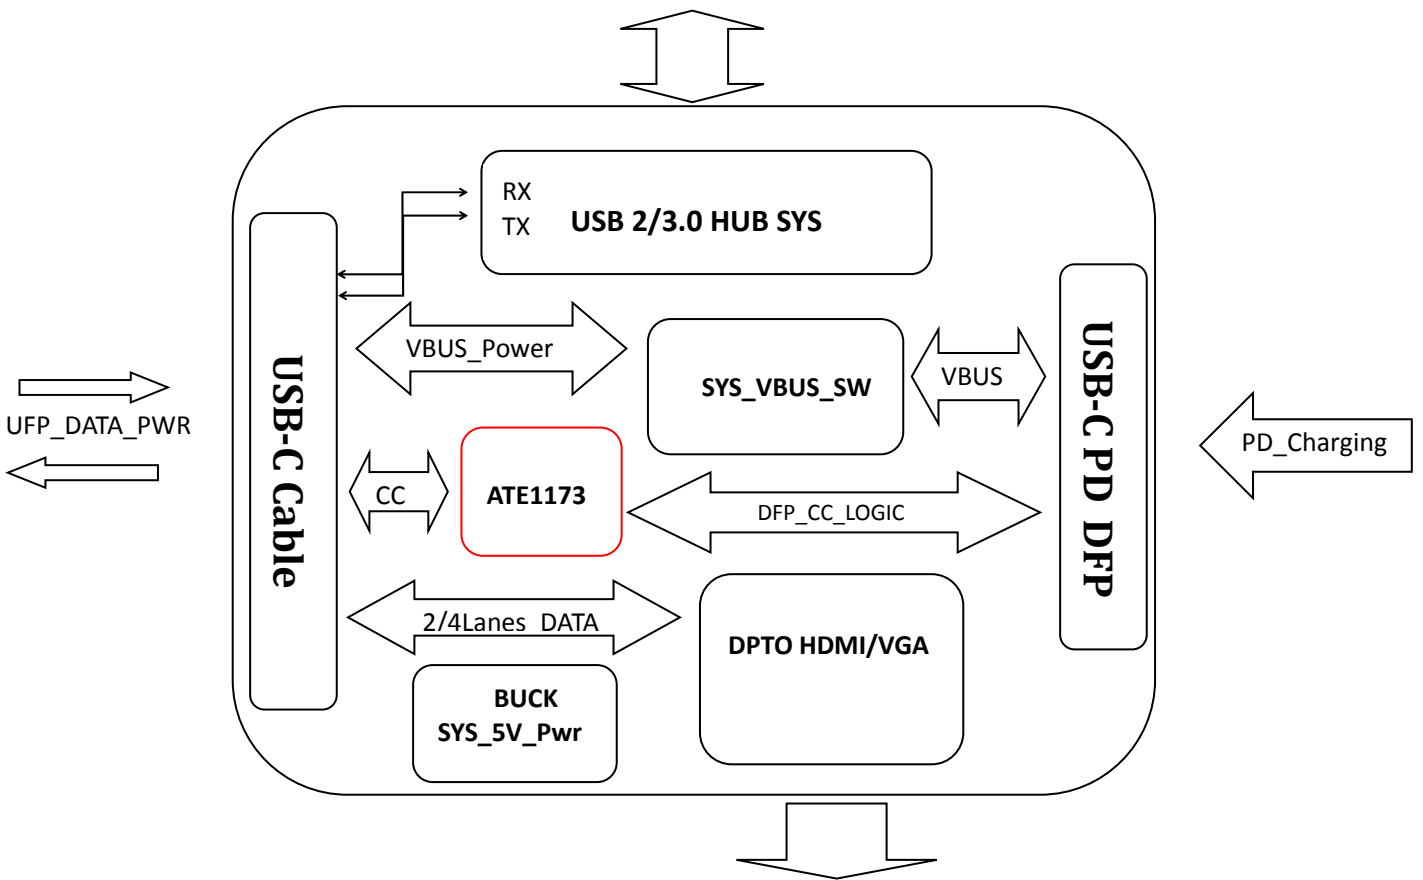 RX
TX
USB 2/3.0 HUB SYS
VBUS_Power
SYS_VBUS_SW
VBUS
USB-C Cable
USB-C PD DFP
UFP_DATA_PWR
PD_Charging
CC
ATE1173
DFP_CC_LOGIC
2/4Lanes_DATA
DPTO HDMI/VGA
BUCK
SYS_5V_Pwr